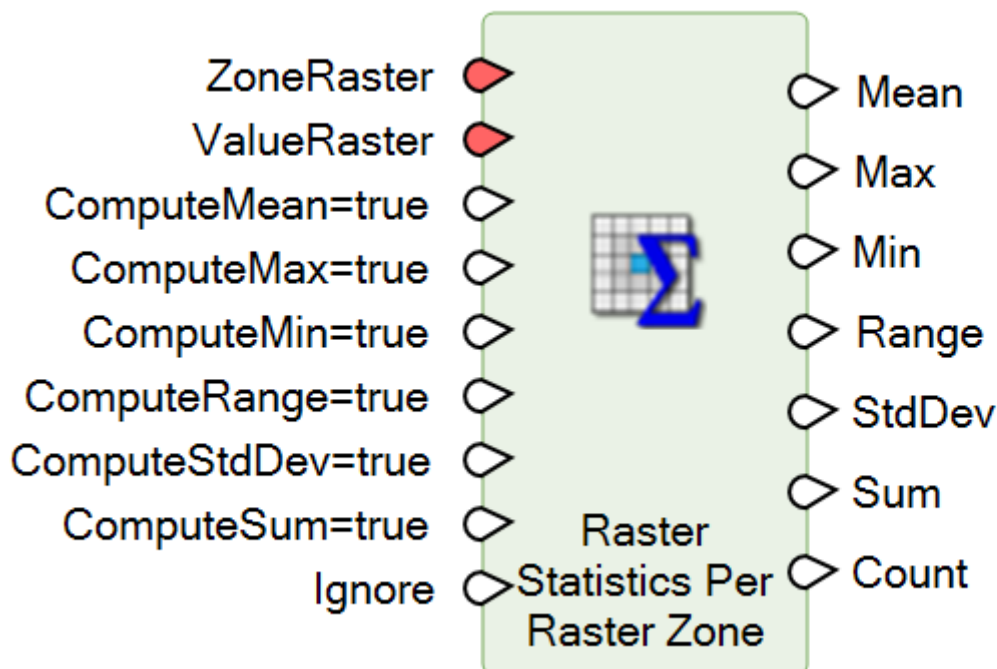 ZoneRaster
ValueRaster
ComputeMean=true
ComputeMax=true
ComputeMin=true
ComputeRange=true
ComputeStdDev=true
ComputeSum=true
Ignore
Σ
Raster
Statistics Per
Raster Zone
Mean
Max
Min
Range
StdDev
Sum
Count